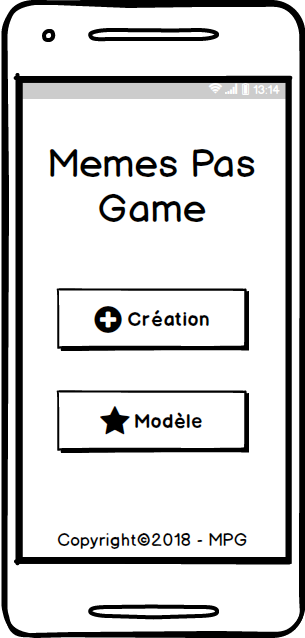 13:14
Memes Pas
Game
Création
Modèle
Copyright©2018 - MPG